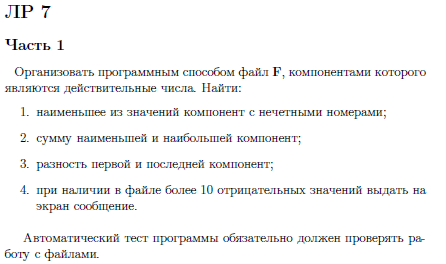 ЛР 7
Часть 1
Организовать программным способом файл F, компонентами которого
являются действительные числа. Найти:
1. наименьшее из значений компонент с нечетными номерами;
2. сумму наименьшей и наибольшей компонент;
3. разность первой и последней компонент;
4. при наличии в файле более 10 отрицательных значений выдать на
экран сообщение.
Автоматический тест программы обязательно должен проверять ра-
боту с файлами.